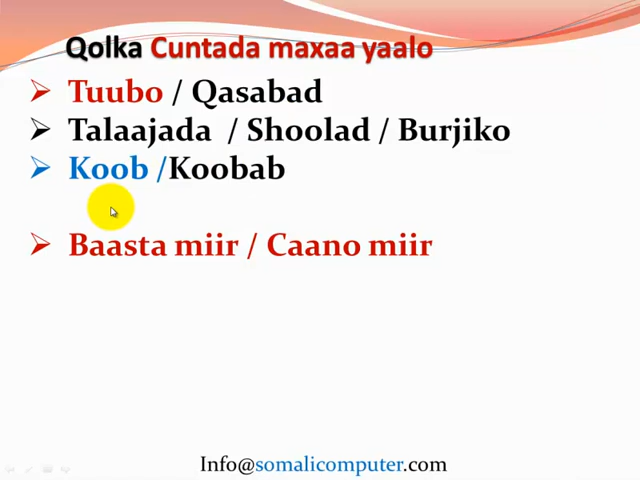 Qolka Cuntada maxaa yaalo
Tuubo / Qasabad
Talaajada / Shoolad / Burjiko
Koob /Koobab
Baasta miir / Caano miir
Info@somalicomputer.com